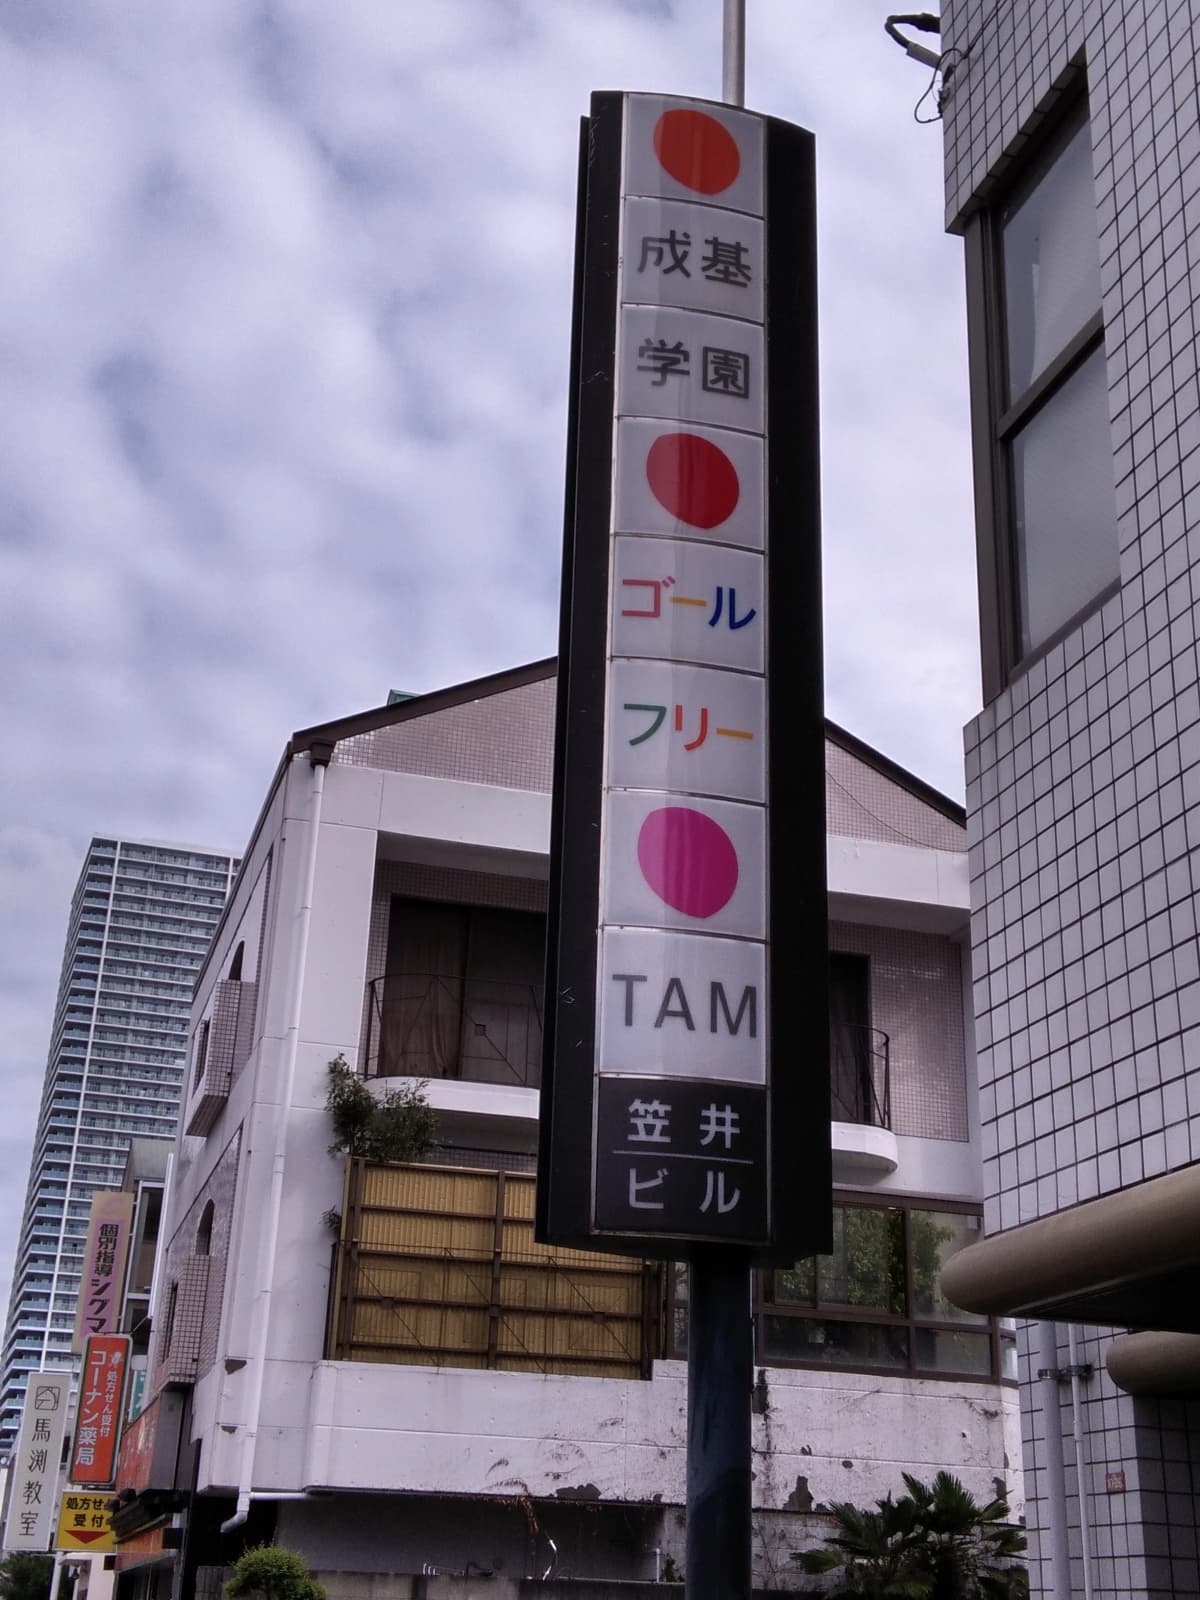 成基
学園
ゴール
フリー
TAM
笠井
ビル
個別指導シグマ
処方せん受付
コーナン薬局
馬渕教室
処方せん
受付